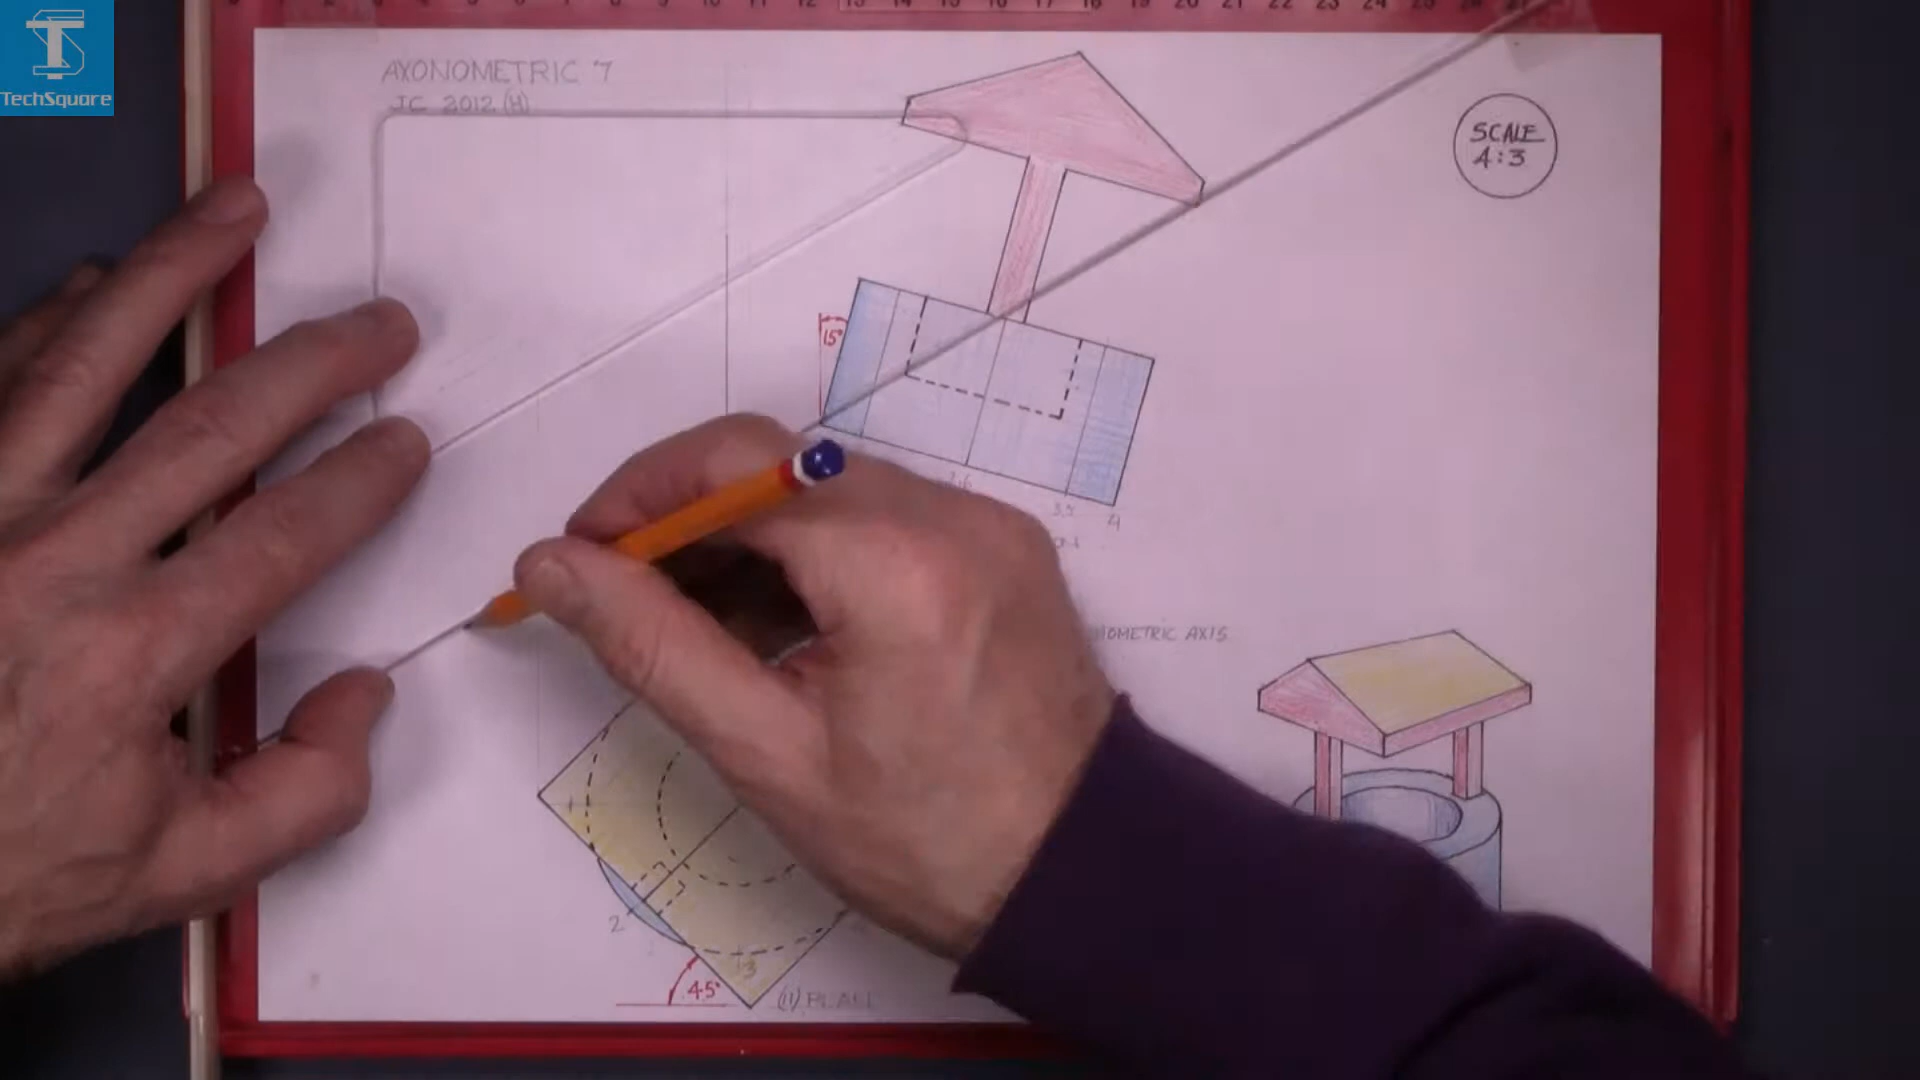 TechSquare
AXONOMETRIC 7
JC 2012 (H)
SCALE
4:3
15°
3.5
4
OMETRIC AXIS
2
1
3
45°
(II) PLAN